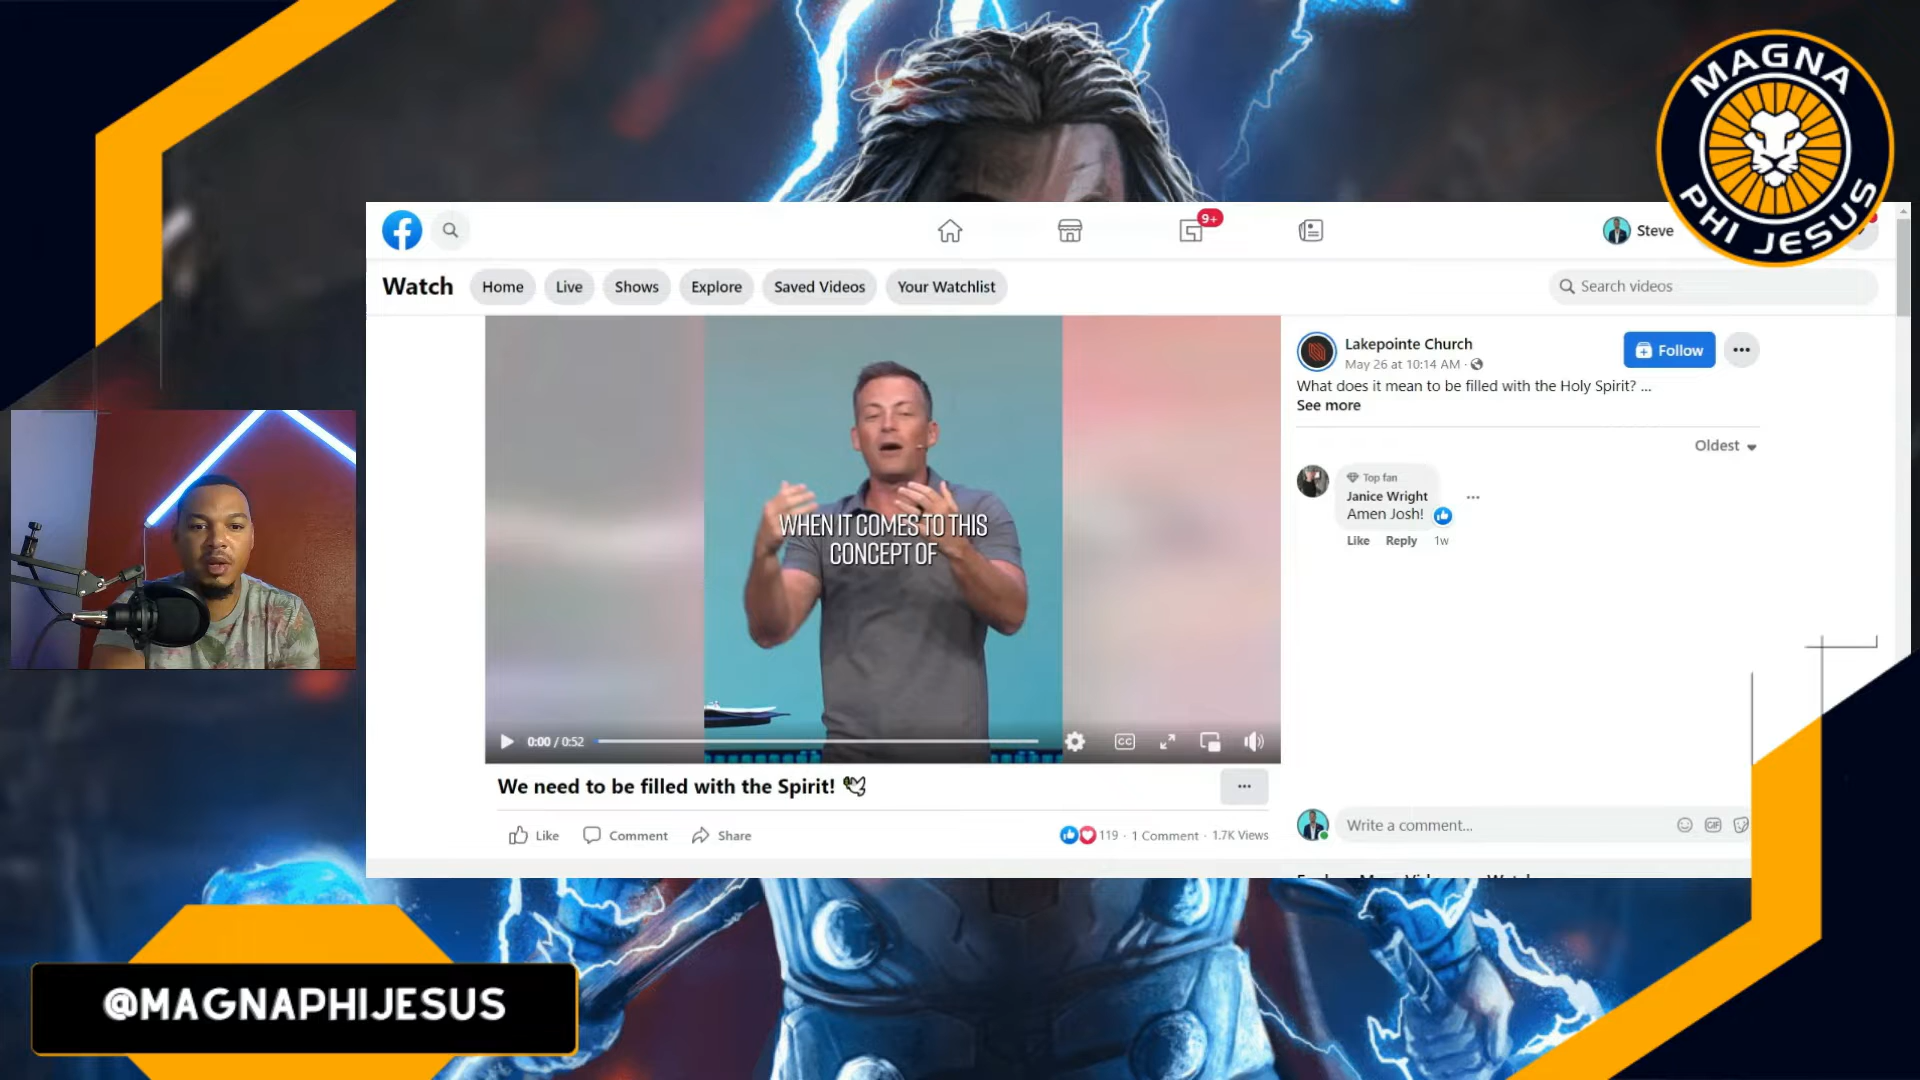 MAGNA
PHI JESUS
9+
Steve
Watch
Home
Live
Shows
Explore
Saved Videos
Your Watchlist
Search videos
WHEN IT COMES TO THIS
CONCEPT OF
0:00 / 0:52
CC
Lakepointe Church
Follow
May 26 at 10:14 AM ·
What does it mean to be filled with the Holy Spirit? ...
See more
Oldest
Top fan
Janice Wright
Amen Josh!
Like Reply 1w
We need to be filled with the Spirit!
Like
Comment
Share
119 · 1 Comment · 1.7K Views
Write a comment...
GIF
@MAGNAPHIJESUS